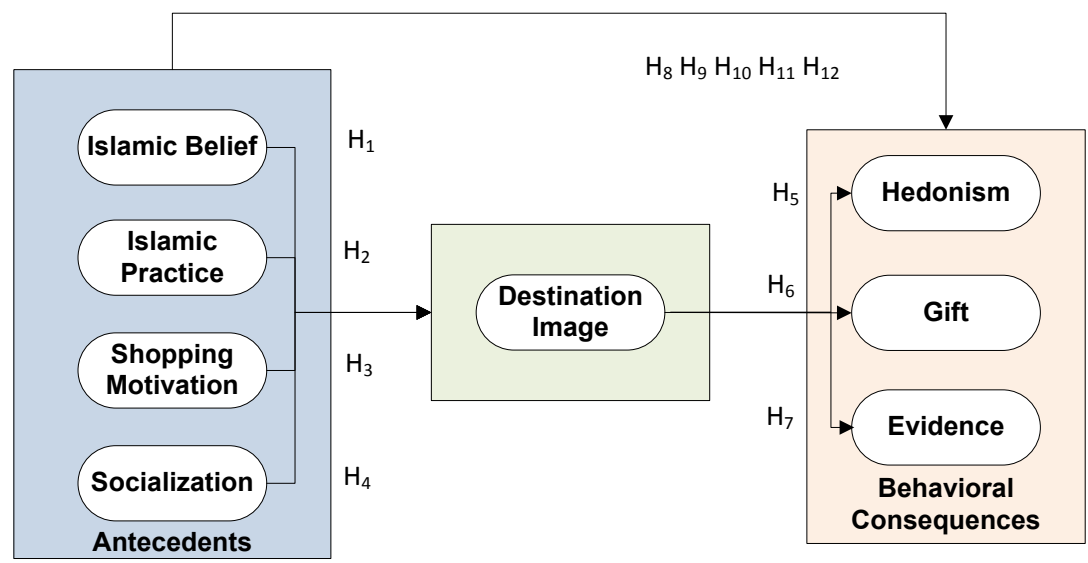 H₈ H₉ H₁₀ H₁₁ H₁₂
Islamic Belief
H₁
Islamic
Practice
H₂
Shopping
Motivation
H₃
Socialization
H₄
Antecedents
Destination
Image
H₅
Hedonism
H₆
Gift
H₇
Evidence
Behavioral
Consequences